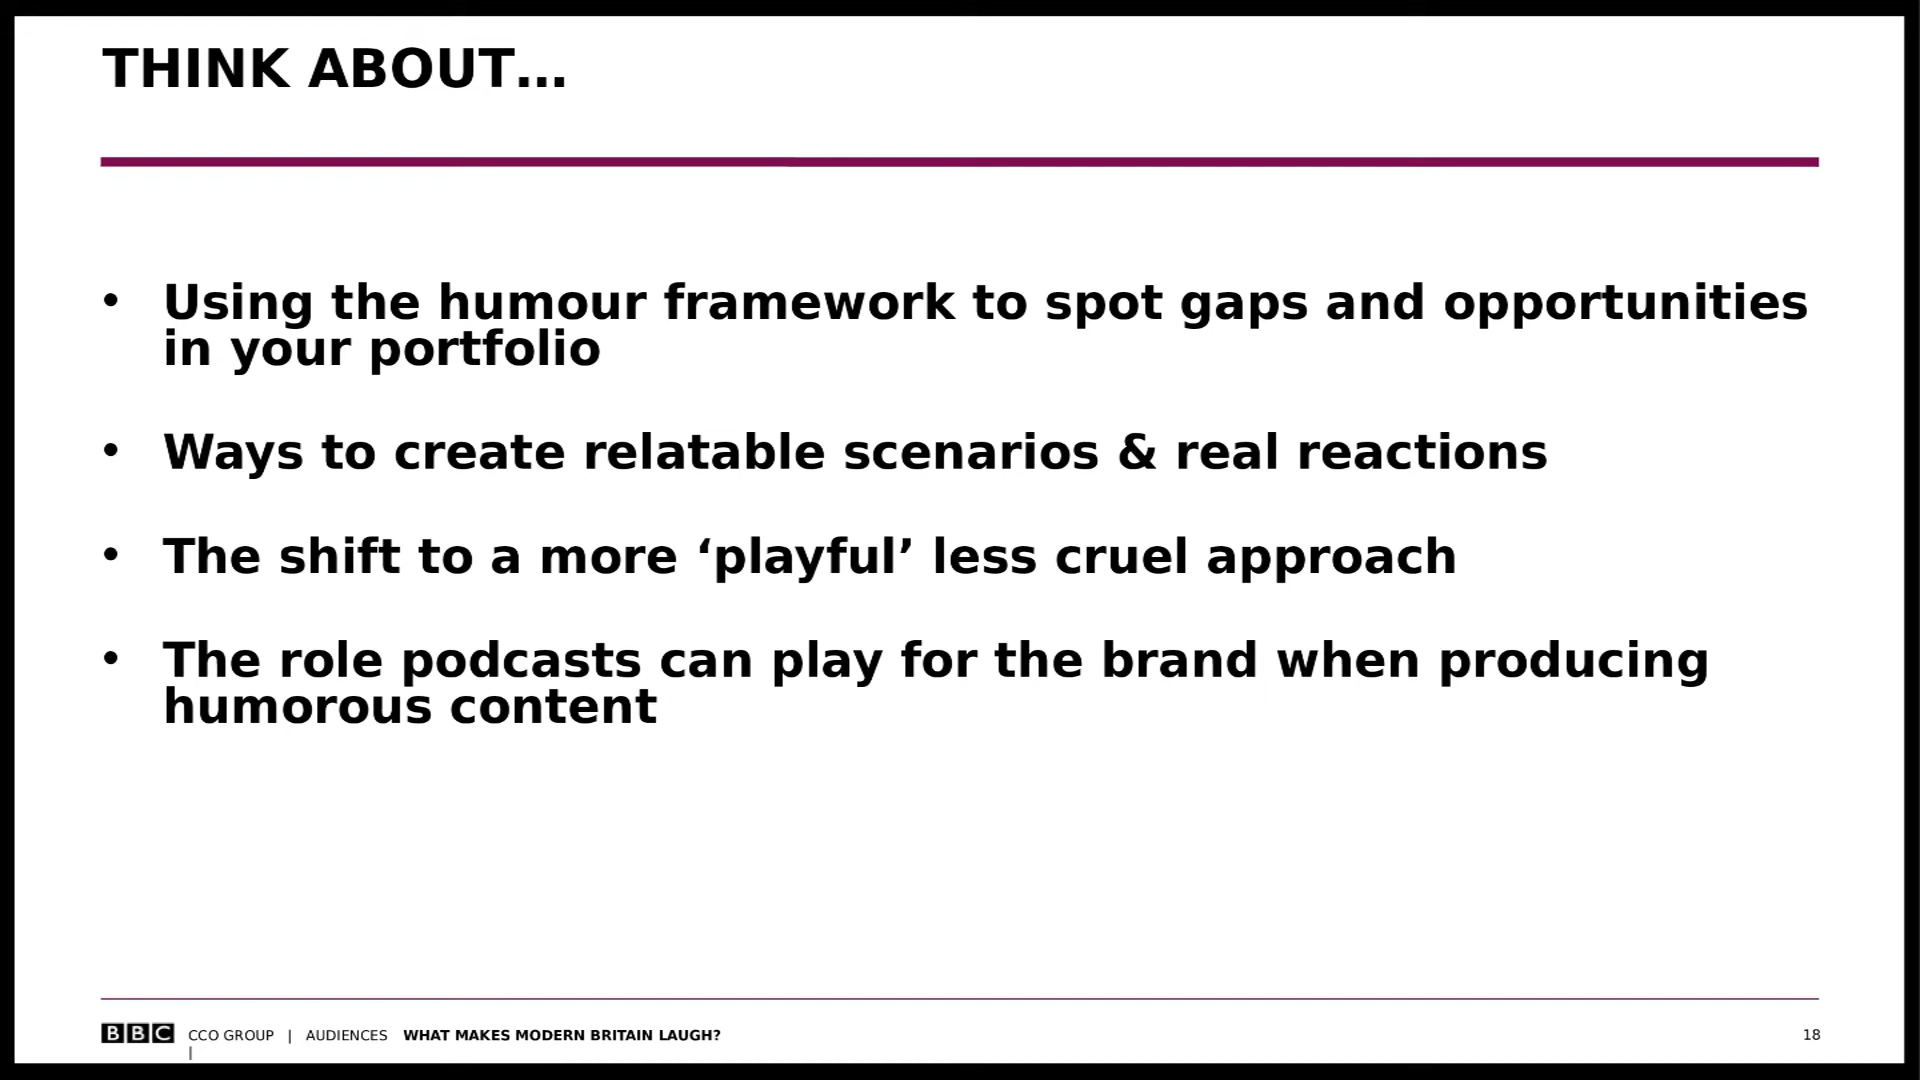 THINK ABOUT…
• Using the humour framework to spot gaps and opportunities
in your portfolio
• Ways to create relatable scenarios & real reactions
• The shift to a more ‘playful’ less cruel approach
• The role podcasts can play for the brand when producing
humorous content
BBC CCO GROUP | AUDIENCES WHAT MAKES MODERN BRITAIN LAUGH? 18
|